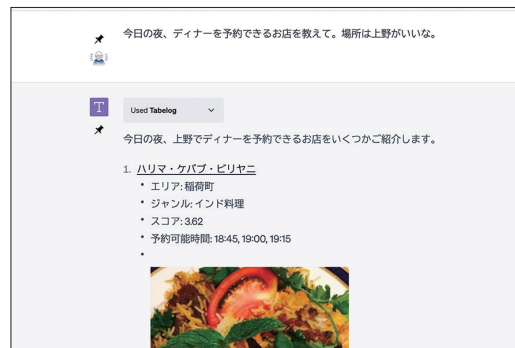 今日の夜、ディナーを予約できるお店を教えて。場所は上野がいいな。
T
Used Tabelog
今日の夜、上野でディナーを予約できるお店をいくつかご紹介します。
1. ハリマ・ケバブ・ビリヤニ
• エリア: 稲荷町
• ジャンル: インド料理
• スコア: 3.62
• 予約可能時間: 18:45, 19:00, 19:15
•